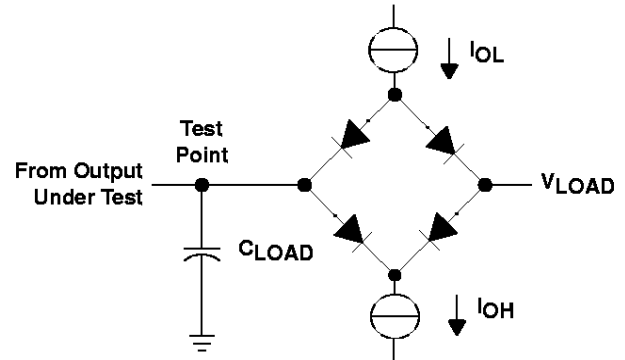 IOL
Test
Point
From Output
Under Test
VLOAD
CLOAD
IOH